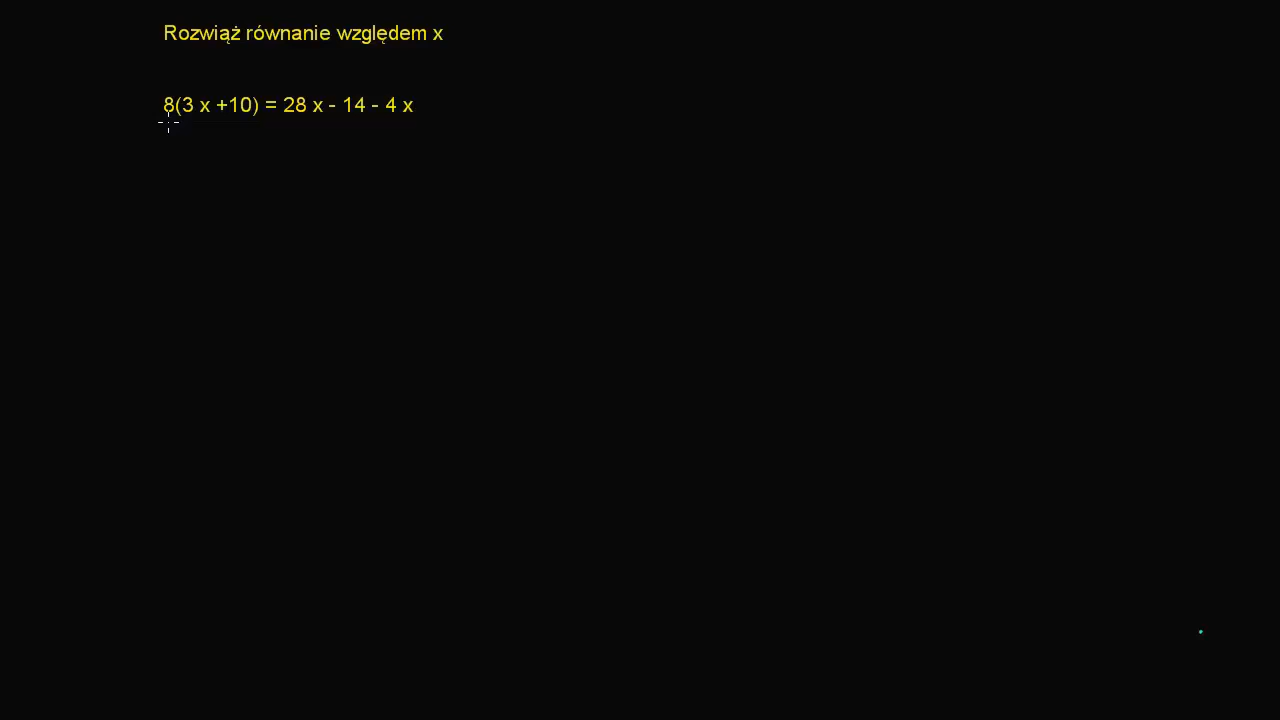 Rozwiąż równanie względem x
8(3 x +10) = 28 x - 14 - 4 x